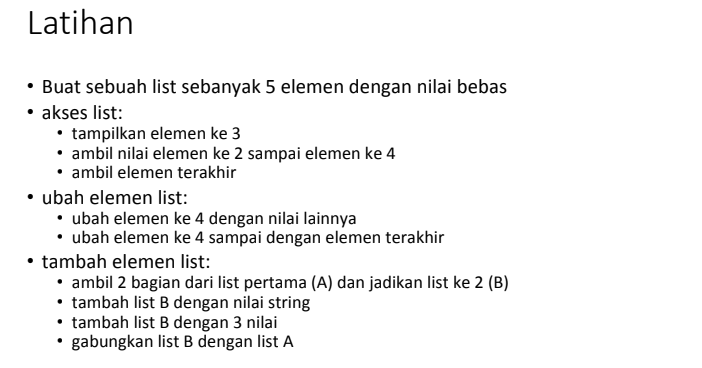 Latihan
• Buat sebuah list sebanyak 5 elemen dengan nilai bebas
• akses list:
• tampilkan elemen ke 3
• ambil nilai elemen ke 2 sampai elemen ke 4
• ambil elemen terakhir
• ubah elemen list:
• ubah elemen ke 4 dengan nilai lainnya
• ubah elemen ke 4 sampai dengan elemen terakhir
• tambah elemen list:
• ambil 2 bagian dari list pertama (A) dan jadikan list ke 2 (B)
• tambah list B dengan nilai string
• tambah list B dengan 3 nilai
• gabungkan list B dengan list A